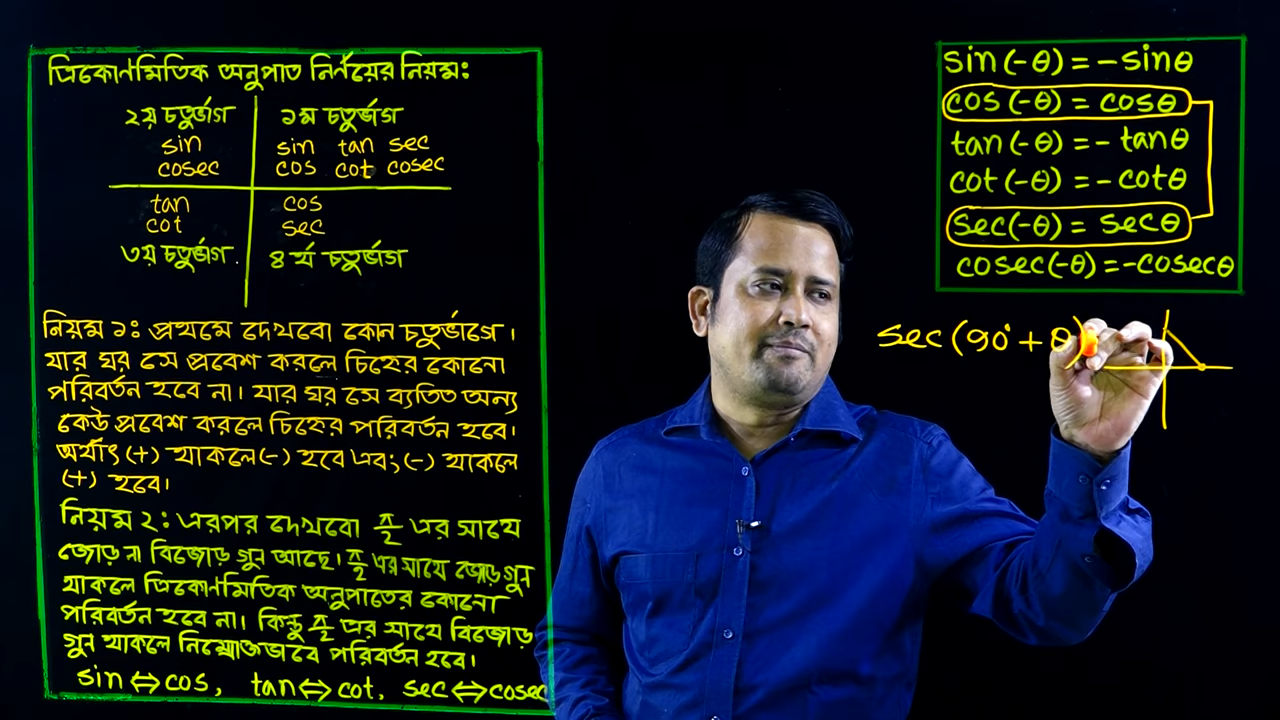 ত্রিকোণমিতিক অনুপাত নির্ণয়ের নিয়মঃ
২য় চতুর্ভাগ
১ম চতুর্ভাগ
sin
sin tan sec
cosec
cos cot cosec
tan
cos
cot
sec
৩য় চতুর্ভাগ
৪র্থ চতুর্ভাগ
নিয়ম ১ঃ প্রথমে দেখবো কোন চতুর্ভাগে।
যার ঘর সে প্রবেশ করলে চিহ্নের কোনো
পরিবর্তন হবে না। যার ঘর সে ব্যতিত অন্য
কেউ প্রবেশ করলে চিহ্নের পরিবর্তন হবে।
অর্থাৎ (+) থাকলে (-) হবে এবং (-) থাকলে
(+) হবে।
নিয়ম ২ঃ এরপর দেখবো π/2 এর সাথে
জোড় না বিজোড় গুন আছে। π/2 এর সাথে জোড় গুন
থাকলে ত্রিকোণমিতিক অনুপাতের কোনো
পরিবর্তন হবে না। কিন্তু π/2 এর সাথে বিজোড়
গুন থাকলে নিম্নোক্তভাবে পরিবর্তন হবে।
sin⇔cos, tan⇔cot, sec⇔cosec
sin(-θ) = -sinθ
cos(-θ) = cosθ
tan(-θ) = -tanθ
cot(-θ) = -cotθ
sec(-θ) = secθ
cosec(-θ) = -cosecθ
sec(90° + θ)